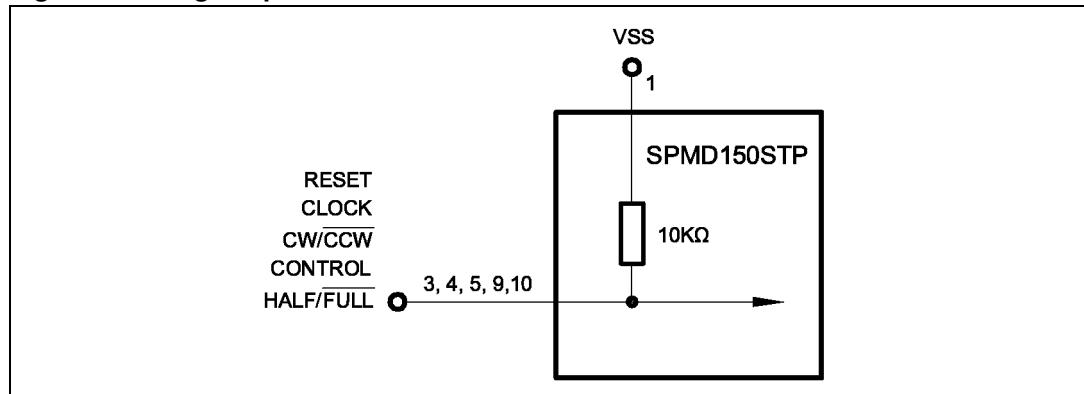 VSS
1
SPMD150STP
RESET
CLOCK
CW/CCW
CONTROL
HALF/FULL
3, 4, 5, 9,10
10KΩ